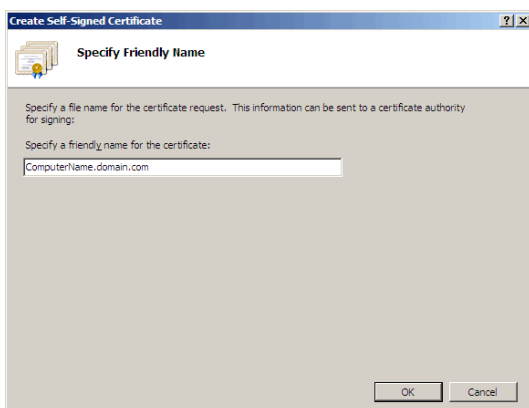 Create Self-Signed Certificate
Specify Friendly Name
Specify a file name for the certificate request. This information can be sent to a certificate authority
for signing:
Specify a friendly name for the certificate:
ComputerName.domain.com
OK
Cancel